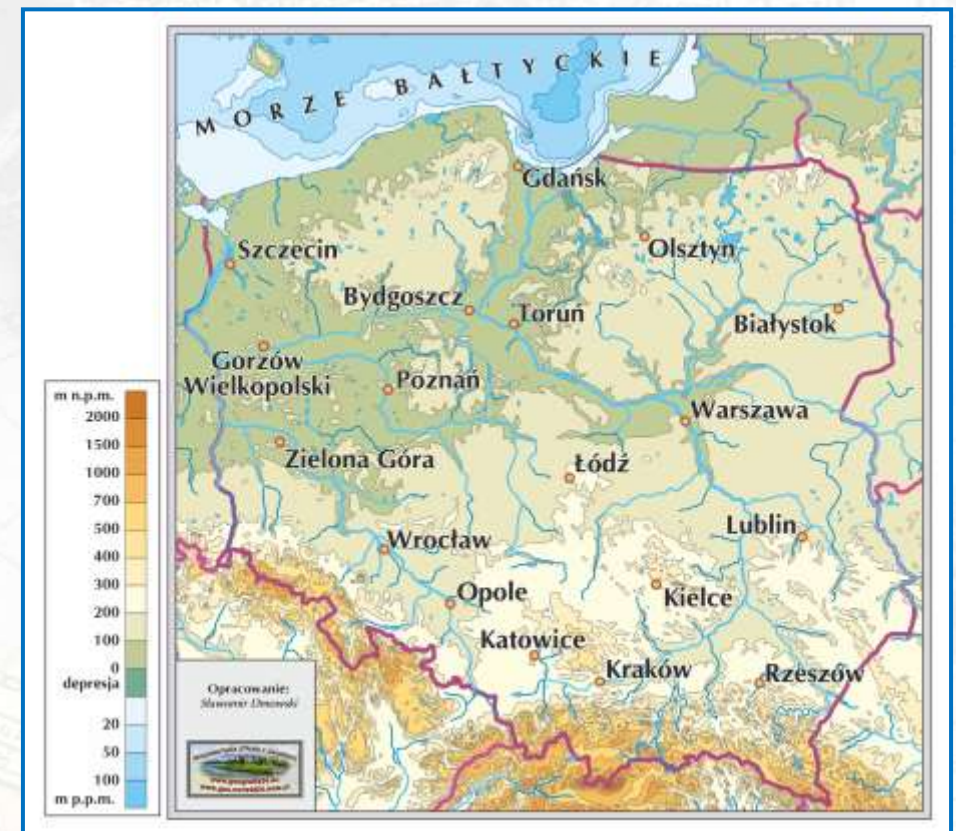 MORZE BAŁTYCKIE
Gdańsk
Szczecin
Olsztyn
Bydgoszcz
Toruń
Białystok
Gorzów
Wielkopolski
Poznań
Warszawa
Zielona Góra
Łódź
Wrocław
Lublin
Opole
Kielce
Katowice
Kraków
Rzeszów
m n.p.m.
2000
1500
1000
700
500
400
300
200
100
0
depresja
20
50
100
m p.p.m.
Opracowanie: